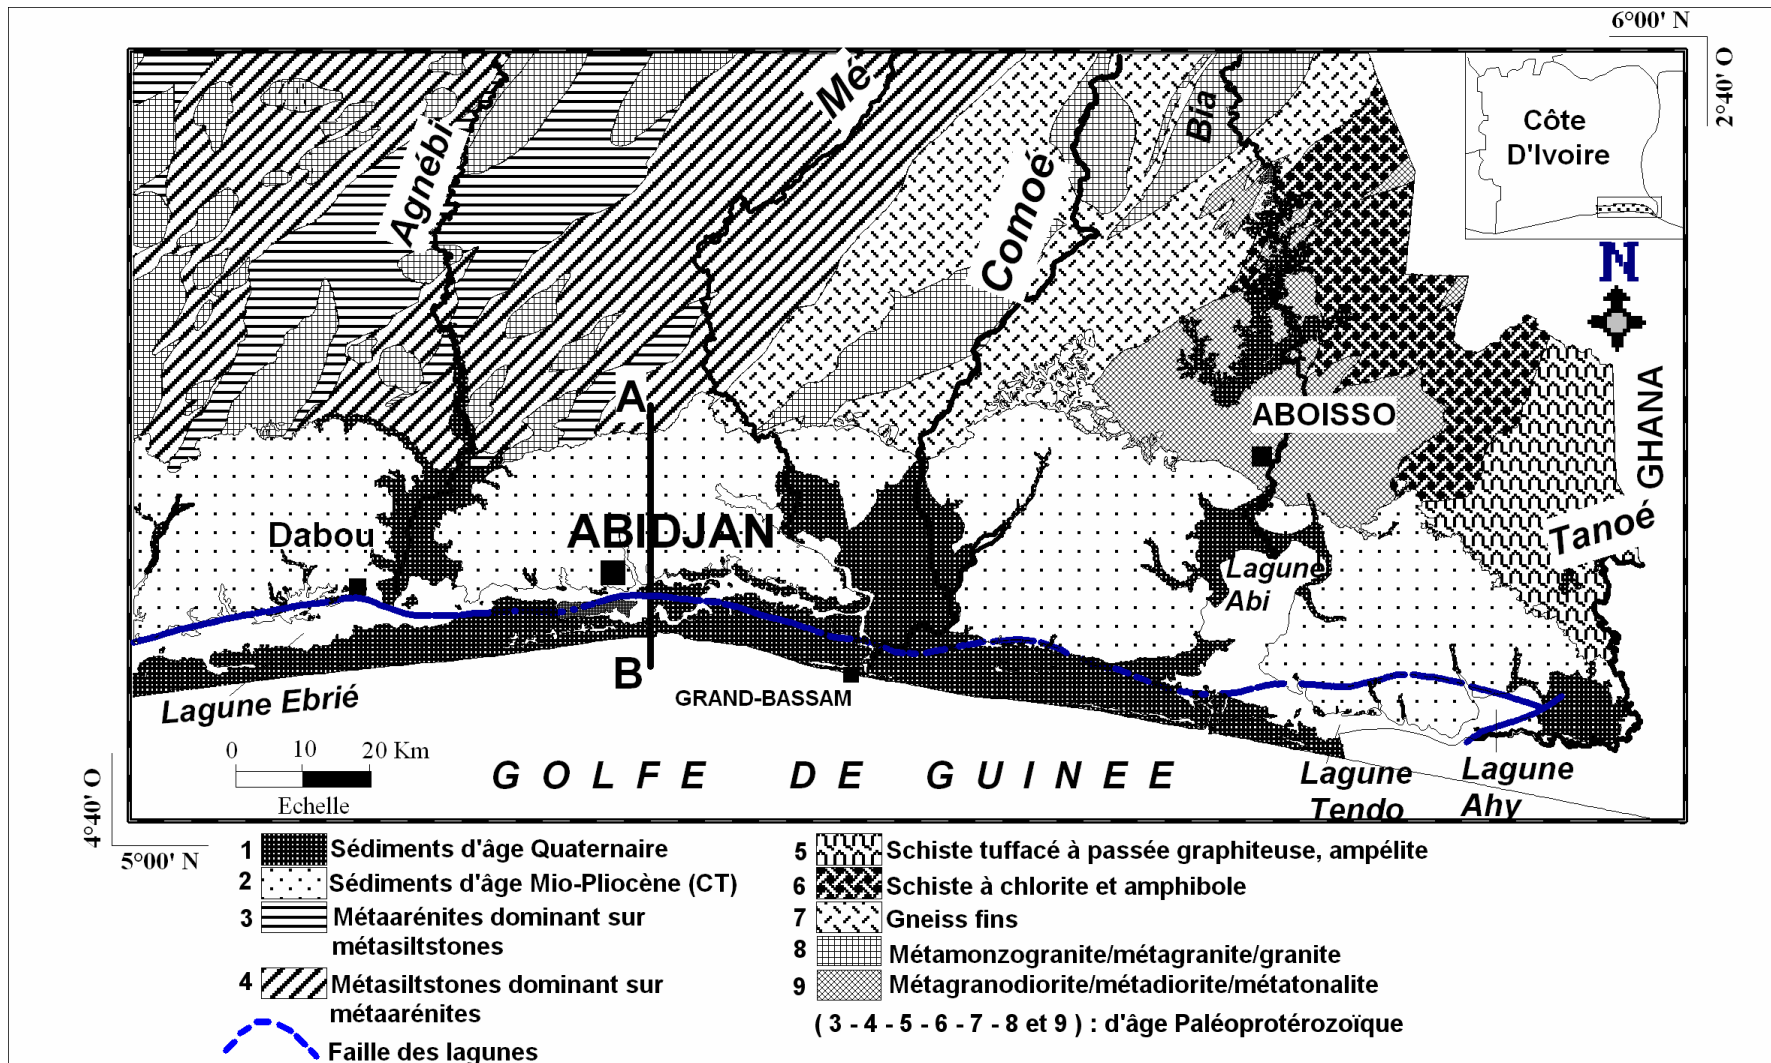 6°00' N
2°40' O
Côte
D'Ivoire
N
Agnébi
Mé
Comoé
Bia
A
ABOISSO
GHANA
Tanoé
Dabou
ABIDJAN
Lagune
Abi
B
GRAND-BASSAM
Lagune Ebrié
0 10 20 Km
Echelle
GOLFE DE GUINEE
Lagune
Tendo
Lagune
Ahy
4°40' O
5°00' N
1 Sédiments d'âge Quaternaire
2 Sédiments d'âge Mio-Pliocène (CT)
3 Métaarénites dominant sur
métasiltstones
4 Métasiltstones dominant sur
métaarénites
Faille des lagunes
5 Schiste tuffacé à passée graphiteuse, ampélite
6 Schiste à chlorite et amphibole
7 Gneiss fins
8 Métamonzogranite/métagranite/granite
9 Métagranodiorite/métadiorite/métatonalite
( 3 - 4 - 5 - 6 - 7 - 8 et 9 ) : d'âge Paléoprotérozoïque